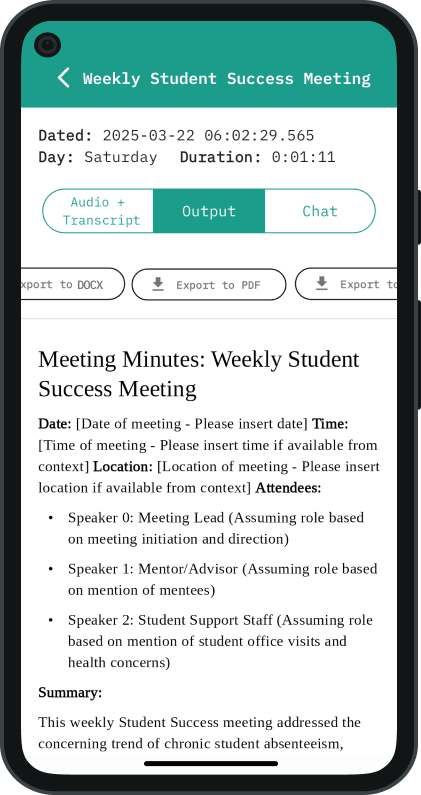 Weekly Student Success Meeting
Dated: 2025-03-22 06:02:29.565
Day: Saturday Duration: 0:01:11
Audio +
Transcript
Output
Chat
xport to DOCX
Export to PDF
Export to
Meeting Minutes: Weekly Student
Success Meeting
Date: [Date of meeting - Please insert date] Time:
[Time of meeting - Please insert time if available from
context] Location: [Location of meeting - Please insert
location if available from context] Attendees:
• Speaker 0: Meeting Lead (Assuming role based
on meeting initiation and direction)
• Speaker 1: Mentor/Advisor (Assuming role based
on mention of mentees)
• Speaker 2: Student Support Staff (Assuming role
based on mention of student office visits and
health concerns)
Summary:
This weekly Student Success meeting addressed the
concerning trend of chronic student absenteeism,